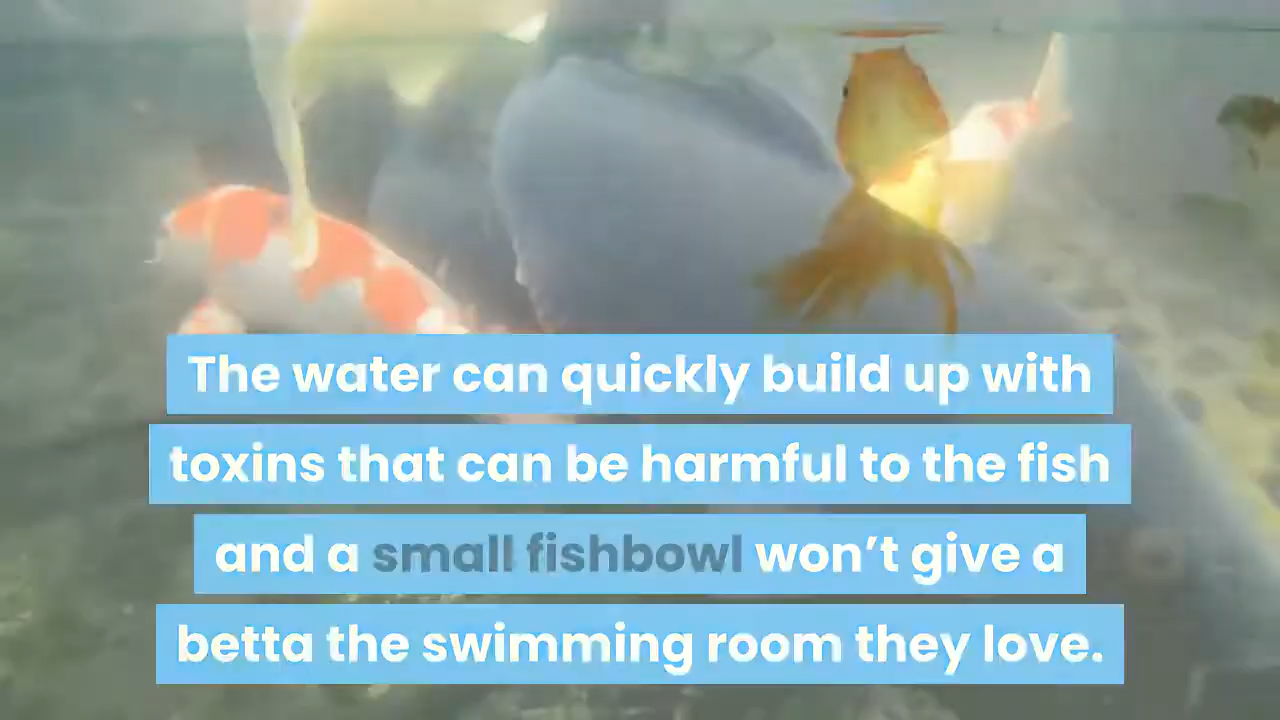 The water can quickly build up with
toxins that can be harmful to the fish
and a small fishbowl won't give a
betta the swimming room they love.